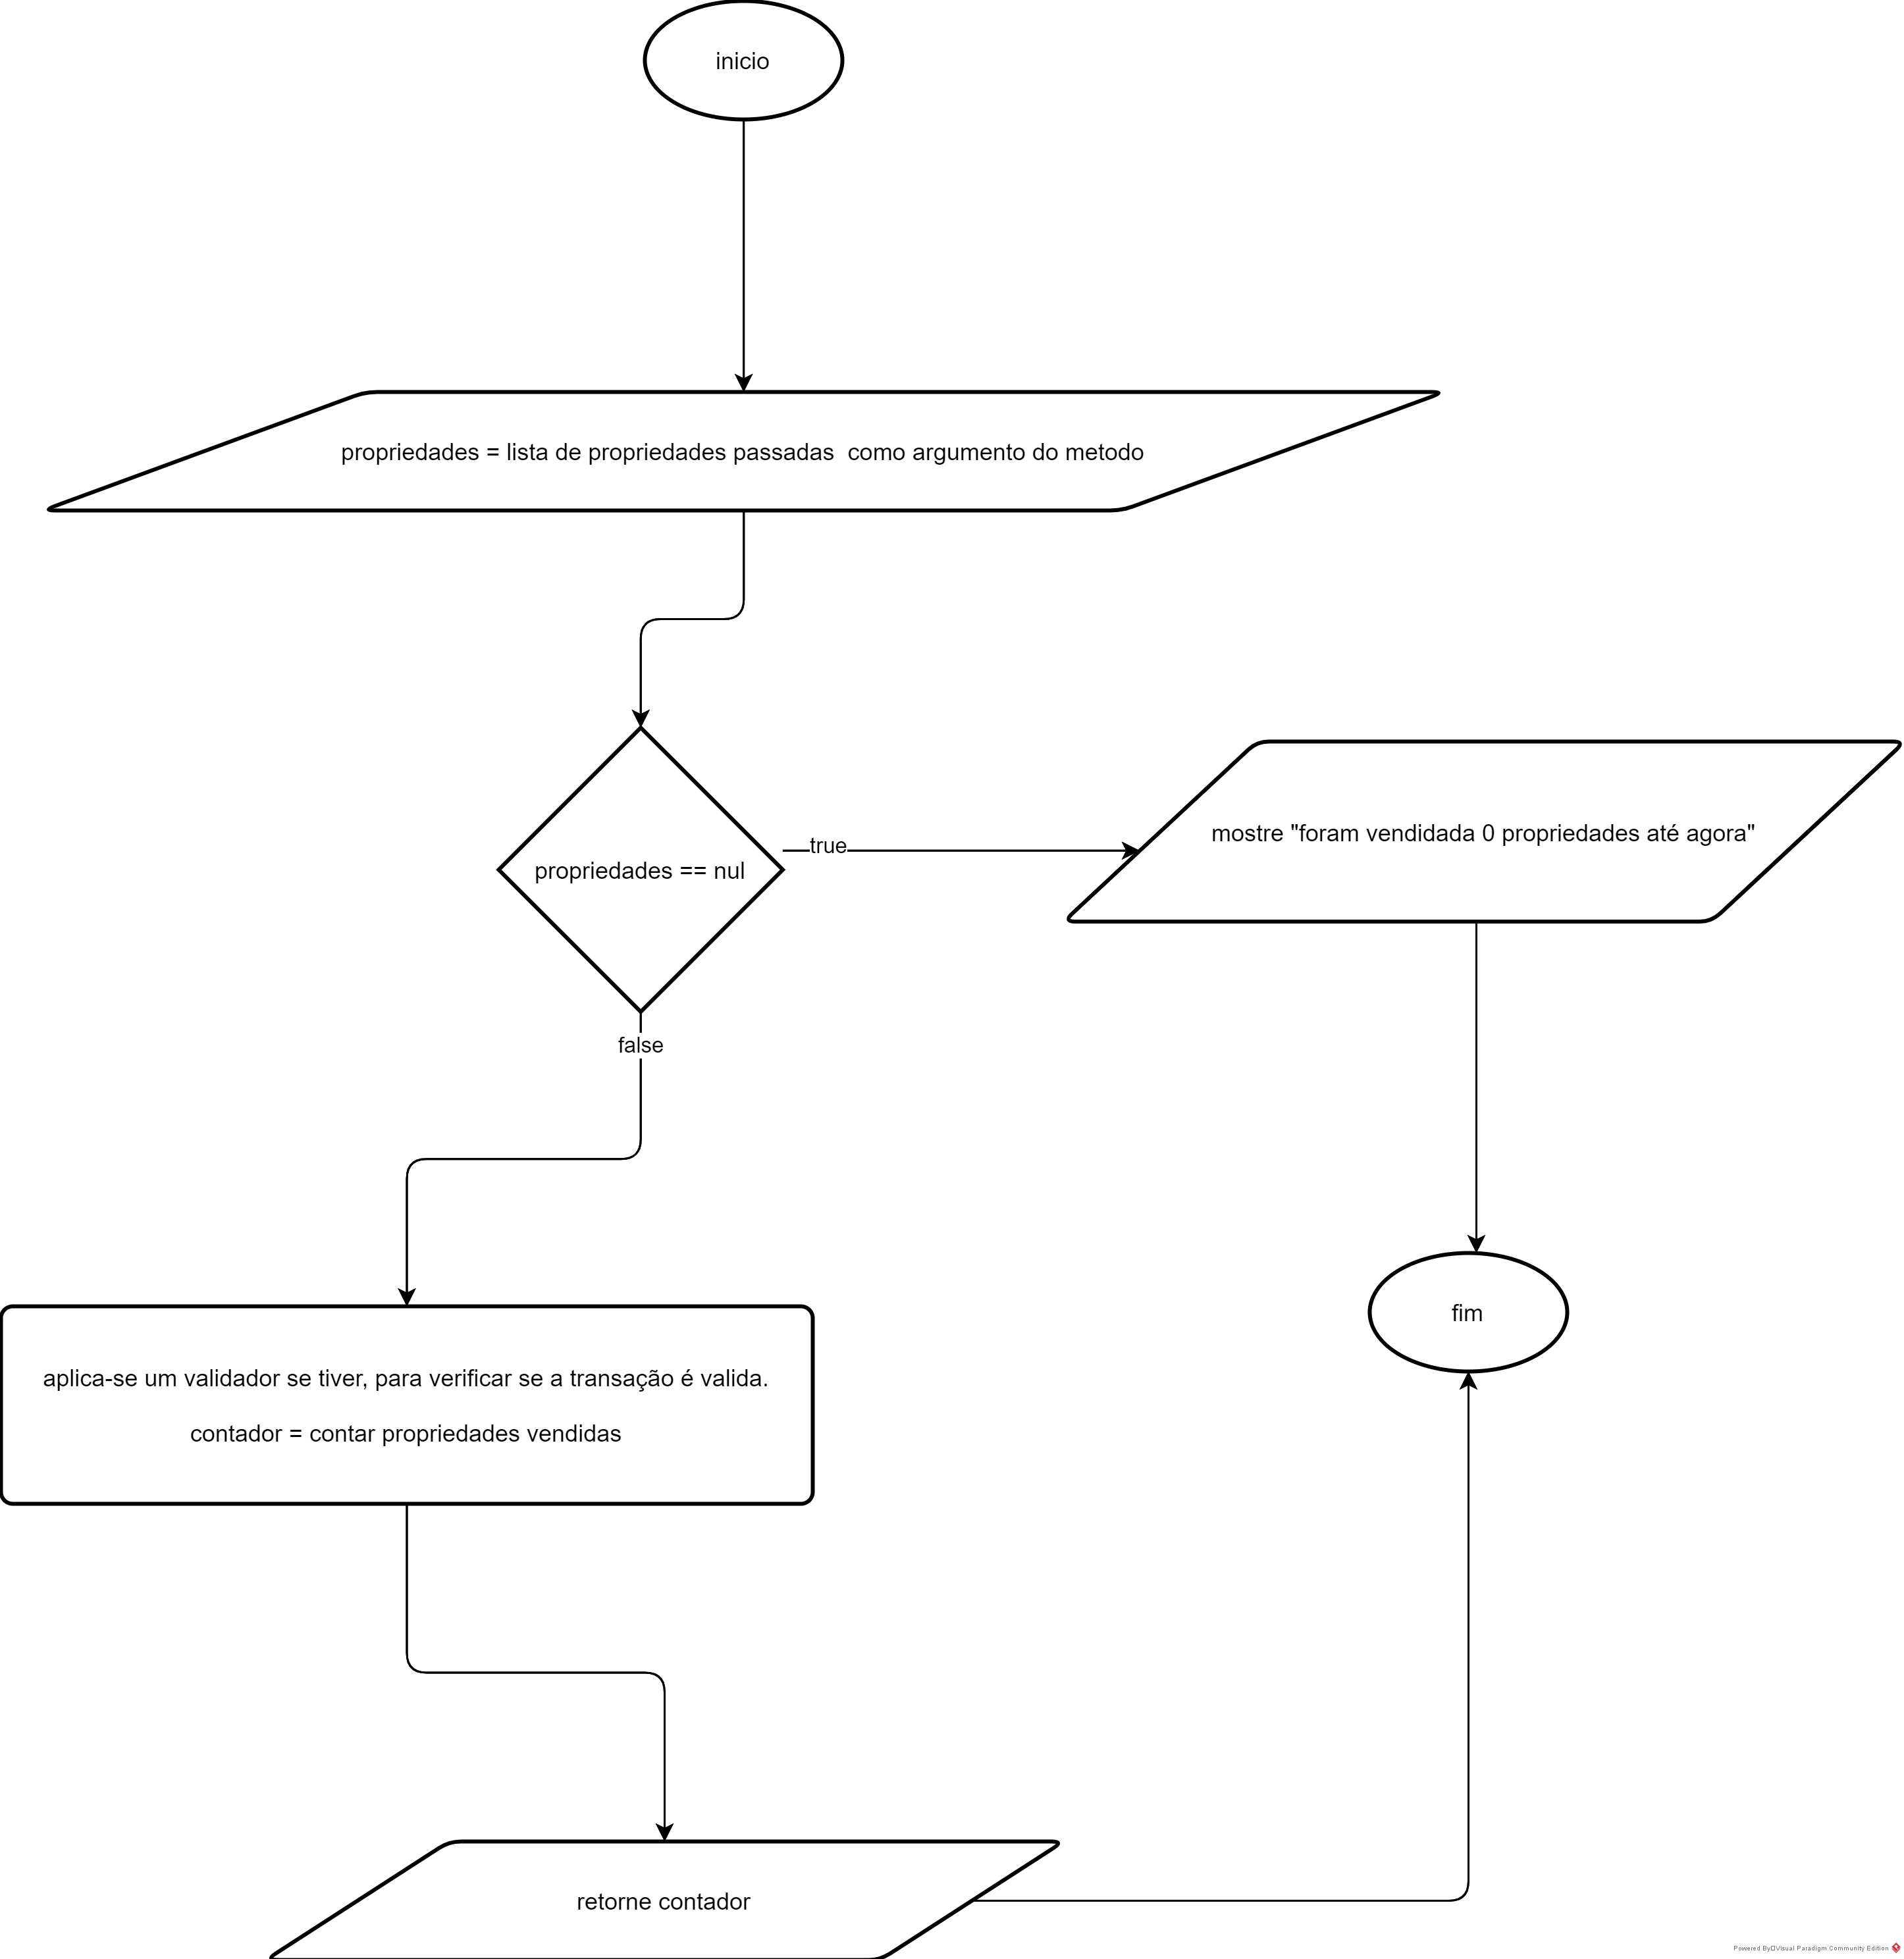 inicio
propriedades = lista de propriedades passadas  como argumento do metodo
propriedades == nul
true
mostre "foram vendidada 0 propriedades até agora"
false
fim
aplica-se um validador se tiver, para verificar se a transação é valida.
contador = contar propriedades vendidas
retorne contador
Powered By Visual Paradigm Community Edition